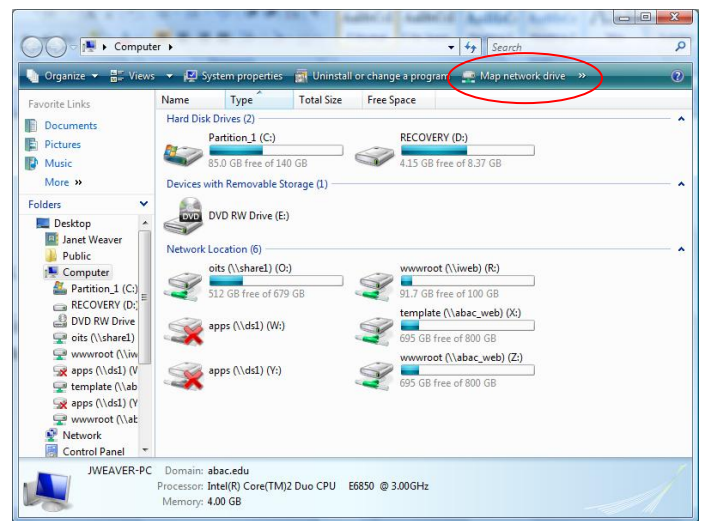 Computer
Search
Organize Views System properties Uninstall or change a program Map network drive »
Favorite Links
Documents
Pictures
Music
More »
Folders
Desktop
Janet Weaver
Public
Computer
Partition_1 (C:)
RECOVERY (D:)
DVD RW Drive
oits (\\share1)
wwwroot (\\iw
apps (\\ds1) (V
template (\\ab
apps (\\ds1) (Y
wwwroot (\\ab
Network
Control Panel
Name Type Total Size Free Space
Hard Disk Drives (2)
Partition_1 (C:)
85.0 GB free of 140 GB
RECOVERY (D:)
4.15 GB free of 8.37 GB
Devices with Removable Storage (1)
DVD
DVD RW Drive (E:)
Network Location (6)
oits (\\share1) (O:)
512 GB free of 679 GB
wwwroot (\\iweb) (R:)
91.7 GB free of 100 GB
apps (\\ds1) (W:)
template (\\abac_web) (X:)
695 GB free of 800 GB
apps (\\ds1) (Y:)
wwwroot (\\abac_web) (Z:)
695 GB free of 800 GB
JWEAVER-PC Domain: abac.edu
Processor: Intel(R) Core(TM)2 Duo CPU E6850 @ 3.00GHz
Memory: 4.00 GB